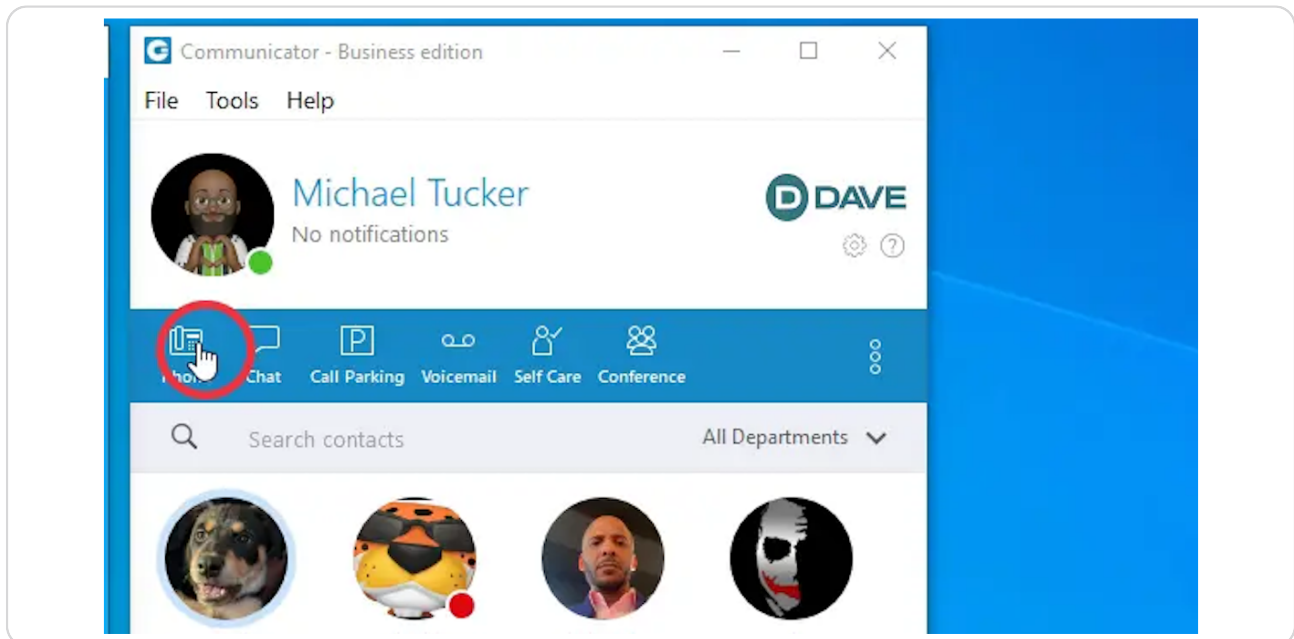 Communicator - Business edition
File Tools Help
Michael Tucker
No notifications
D DAVE
Chat Call Parking Voicemail Self Care Conference
Search contacts All Departments